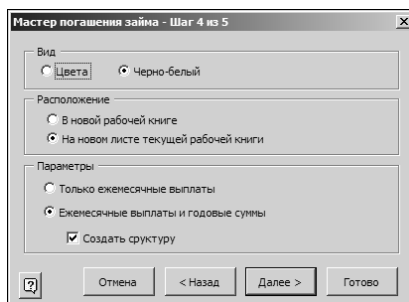 Мастер погашения займа - Шаг 4 из 5
Вид
Цвета
Черно-белый
Расположение
В новой рабочей книге
На новом листе текущей рабочей книги
Параметры
Только ежемесячные выплаты
Ежемесячные выплаты и годовые суммы
Создать сруктуру
Отмена
< Назад
Далее >
Готово